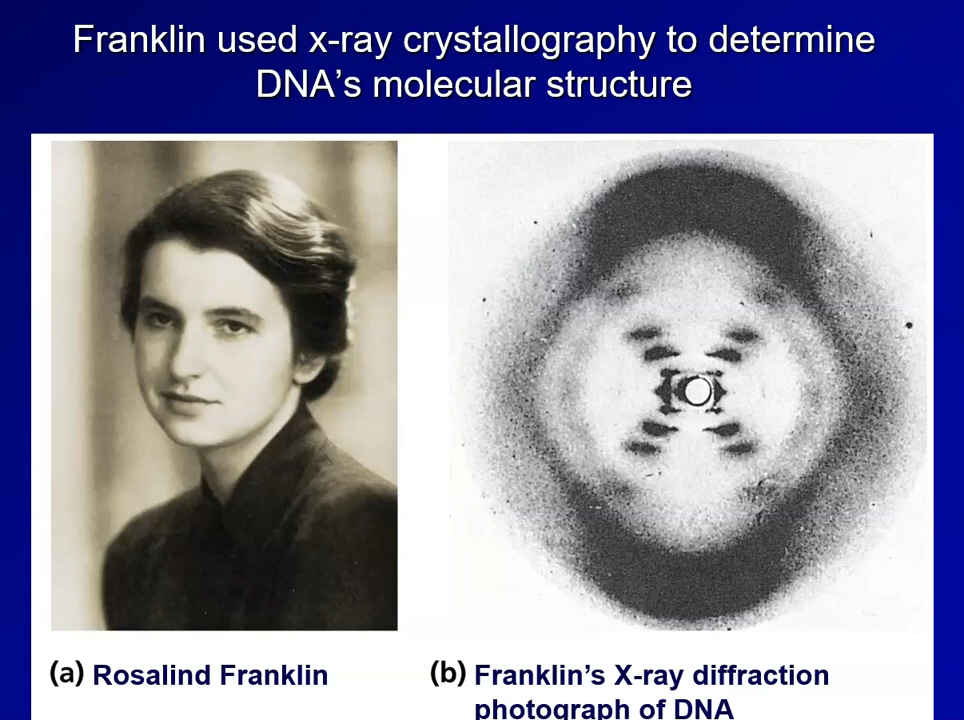 Franklin used x-ray crystallography to determine
DNA’s molecular structure
(a) Rosalind Franklin
(b) Franklin’s X-ray diffraction
photograph of DNA